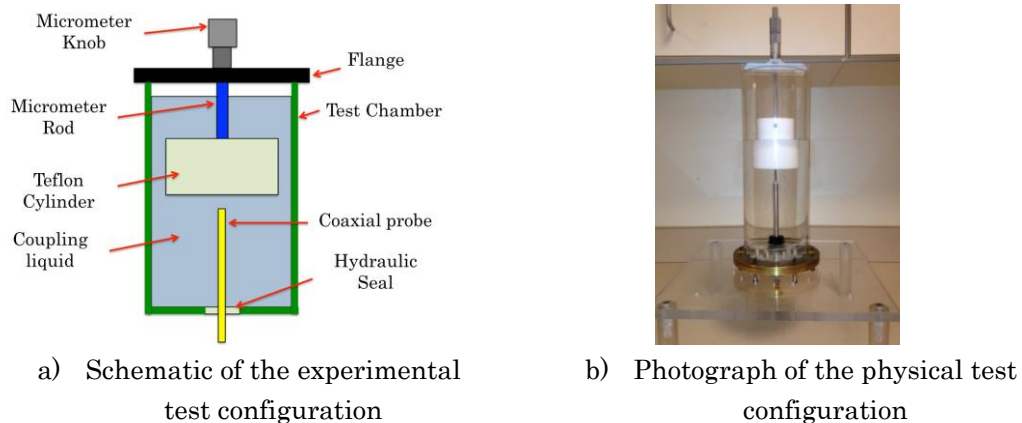 Micrometer
Knob
Flange
Micrometer
Rod
Test Chamber
Teflon
Cylinder
Coaxial probe
Coupling
liquid
Hydraulic
Seal
a) Schematic of the experimental
test configuration
b) Photograph of the physical test
configuration